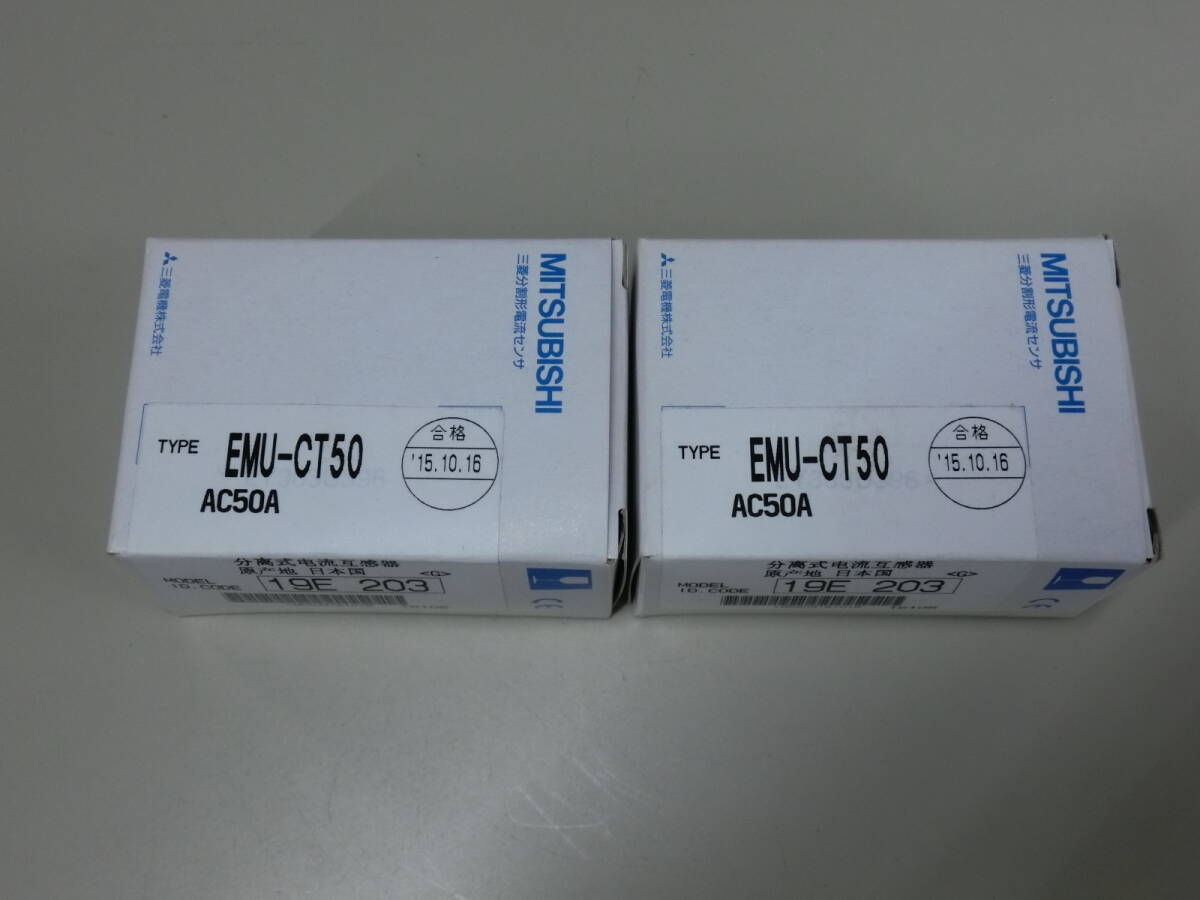 MITSUBISHI
三菱分割形電流センサ
三菱電機株式会社
TYPE EMU-CT50
AC50A
合格
'15.10.16
分离式电流互感器
原产地 日本国
<G>
MODEL
ID.CODE
19E 203
CE
MITSUBISHI
三菱分割形電流センサ
三菱電機株式会社
TYPE EMU-CT50
AC50A
合格
'15.10.16
分离式电流互感器
原产地 日本国
<G>
MODEL
ID.CODE
19E 203
CE